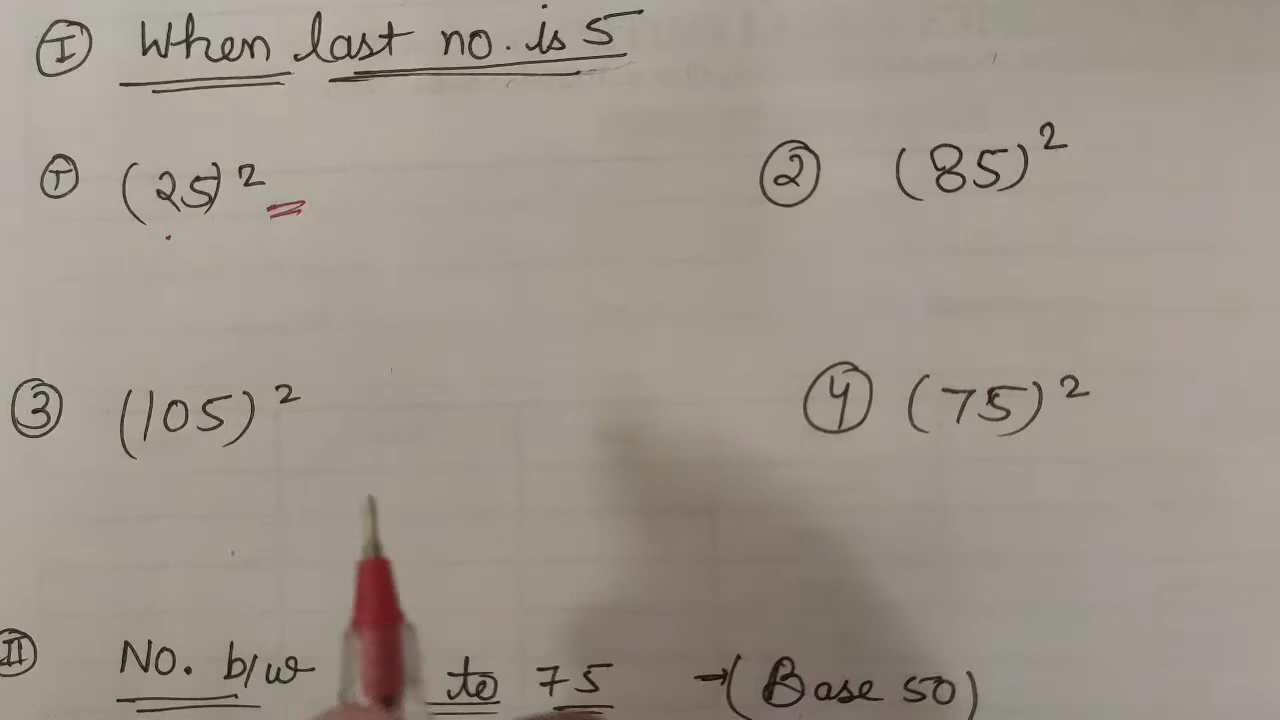 I When last no. is 5
I (25)² =
2 (85)²
3 (105)²
4 (75)²
II No. b/w to 75 → (Base 50)